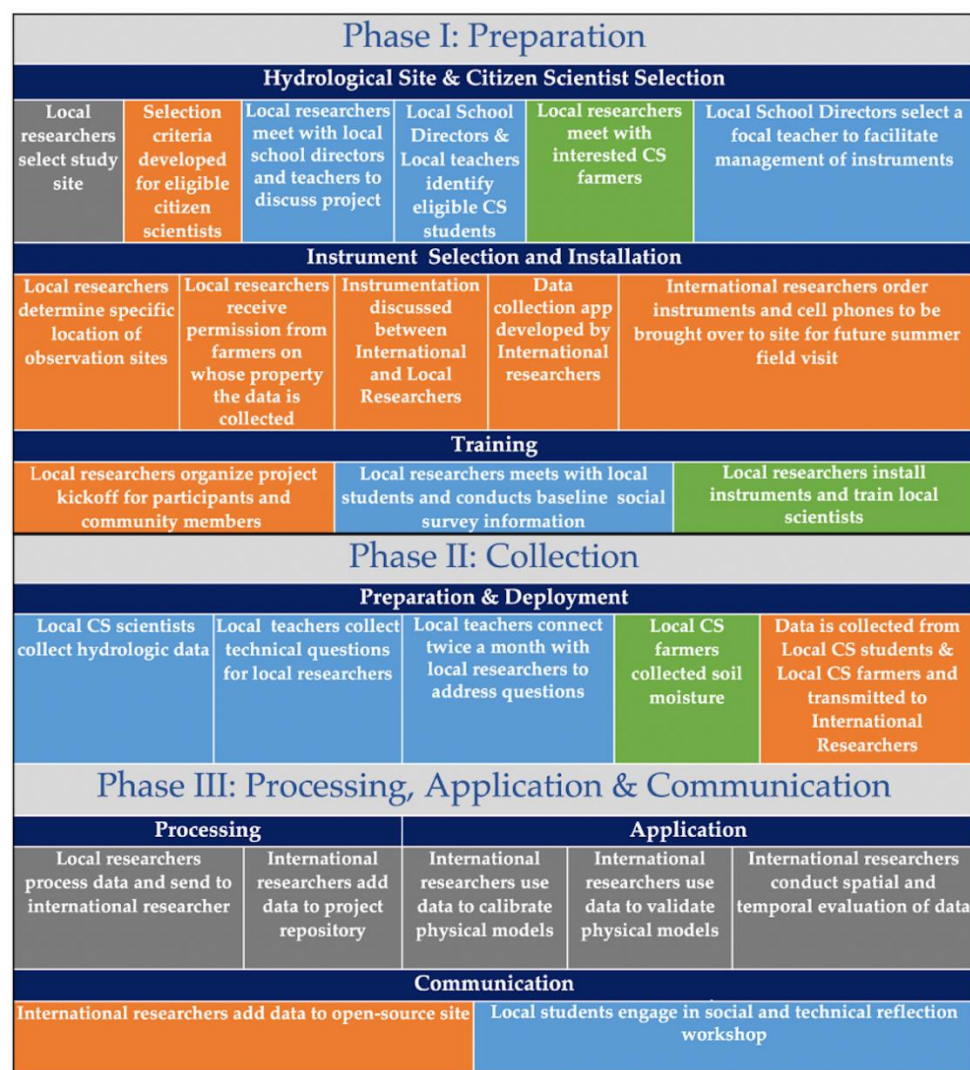 Phase I: Preparation
Hydrological Site & Citizen Scientist Selection
Local
researchers
select study
site
Selection
criteria
developed
for eligible
citizen
scientists
Local researchers
meet with local
school directors
and teachers to
discuss project
Local School
Directors &
Local teachers
identify
eligible CS
students
Local researchers
meet with
interested CS
farmers
Local School Directors select a
focal teacher to facilitate
management of instruments
Instrument Selection and Installation
Local researchers
determine specific
location of
observation sites
Local researchers
receive
permission from
farmers on
whose property
the data is
collected
Instrumentation
discussed
between
International
and Local
Researchers
Data
collection app
developed by
International
researchers
International researchers order
instruments and cell phones to be
brought over to site for future summer
field visit
Training
Local researchers organize project
kickoff for participants and
community members
Local researchers meets with local
students and conducts baseline social
survey information
Local researchers install
instruments and train local
scientists
Phase II: Collection
Preparation & Deployment
Local CS scientists
collect hydrologic data
Local teachers collect
technical questions
for local researchers
Local teachers connect
twice a month with
local researchers to
address questions
Local CS
farmers
collected soil
moisture
Data is collected from
Local CS students &
Local CS farmers and
transmitted to
International
Researchers
Phase III: Processing, Application & Communication
Processing
Application
Local researchers
process data and send to
international researcher
International
researchers add
data to project
repository
International
researchers use
data to calibrate
physical models
International
researchers use
data to validate
physical models
International researchers
conduct spatial and
temporal evaluation of data
Communication
International researchers add data to open-source site
Local students engage in social and technical reflection
workshop